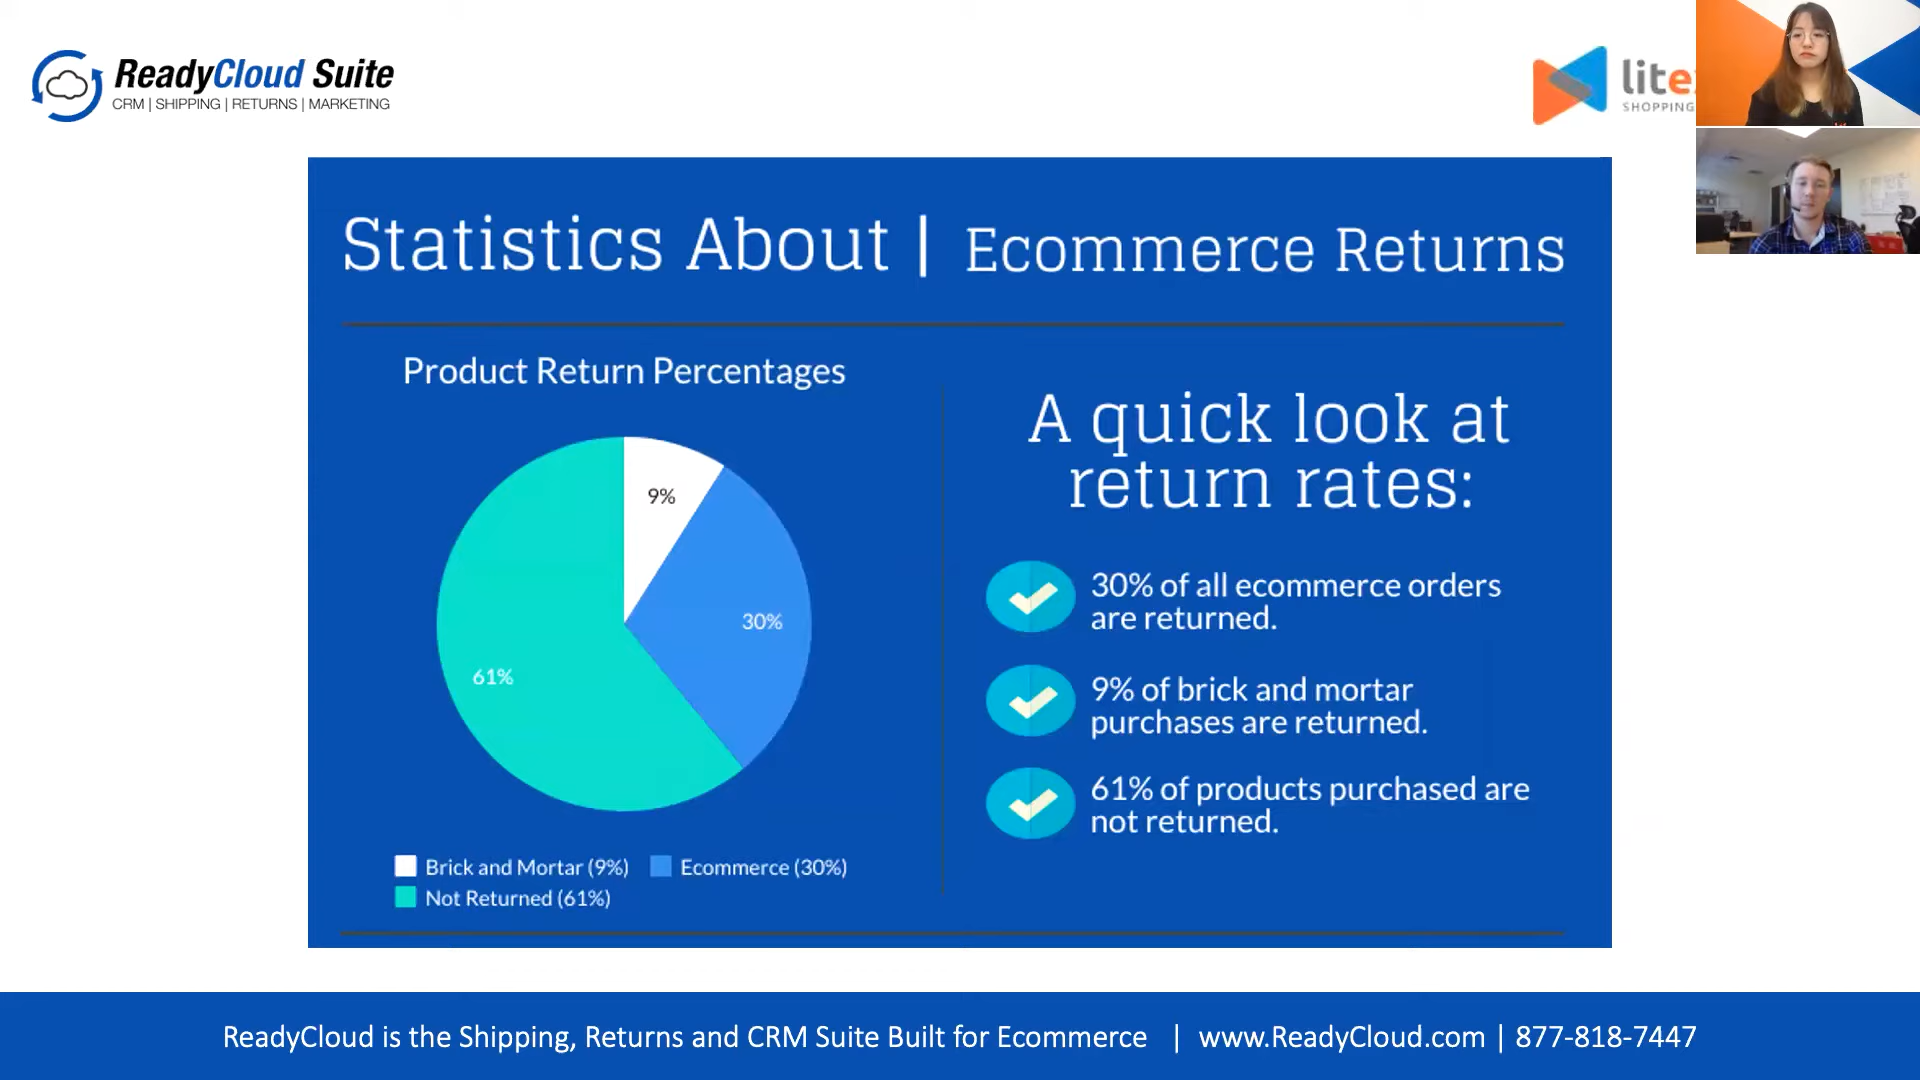 ReadyCloud Suite
CRM | SHIPPING | RETURNS | MARKETING
SHOPPING
Statistics About | Ecommerce Returns
Product Return Percentages
9%
30%
61%
Brick and Mortar (9%) Ecommerce (30%)
Not Returned (61%)
A quick look at
return rates:
30% of all ecommerce orders
are returned.
9% of brick and mortar
purchases are returned.
61% of products purchased are
not returned.
ReadyCloud is the Shipping, Returns and CRM Suite Built for Ecommerce | www.ReadyCloud.com | 877-818-7447